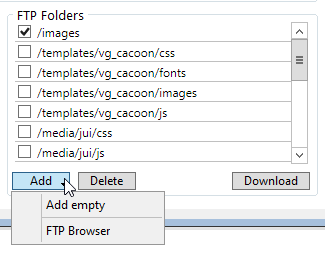 FTP Folders
/images
/templates/vg_cacoon/css
/templates/vg_cacoon/fonts
/templates/vg_cacoon/images
/templates/vg_cacoon/js
/media/jui/css
/media/jui/js
Add Delete Download
Add empty
FTP Browser